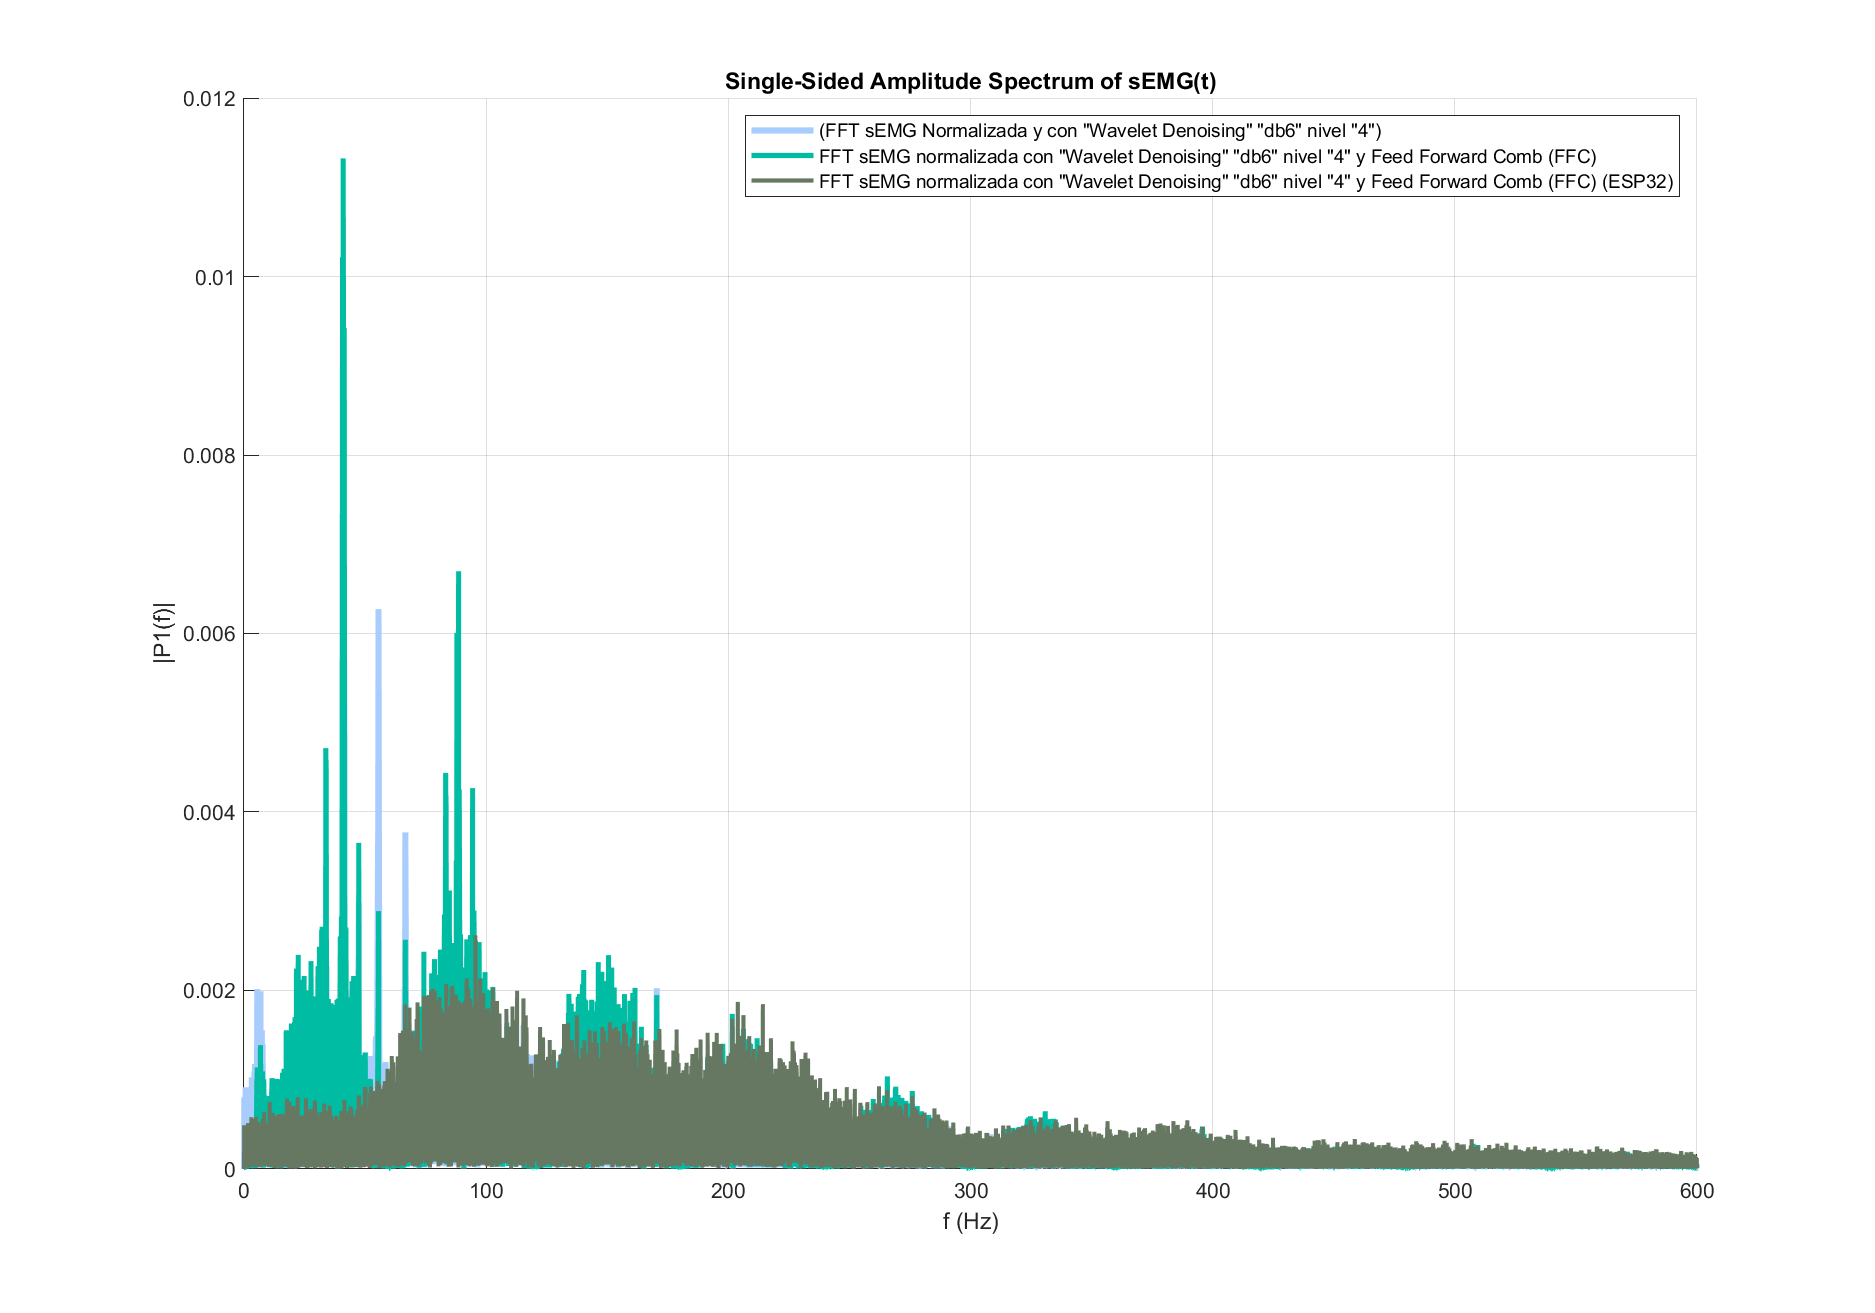 Single-Sided Amplitude Spectrum of sEMG(t)
(FFT sEMG Normalizada y con "Wavelet Denoising" "db6" nivel "4")
FFT sEMG normalizada con "Wavelet Denoising" "db6" nivel "4" y Feed Forward Comb (FFC)
FFT sEMG normalizada con "Wavelet Denoising" "db6" nivel "4" y Feed Forward Comb (FFC) (ESP32)
0.012
0.01
0.008
0.006
0.004
0.002
0
|P1(f)|
0 100 200 300 400 500 600
f (Hz)